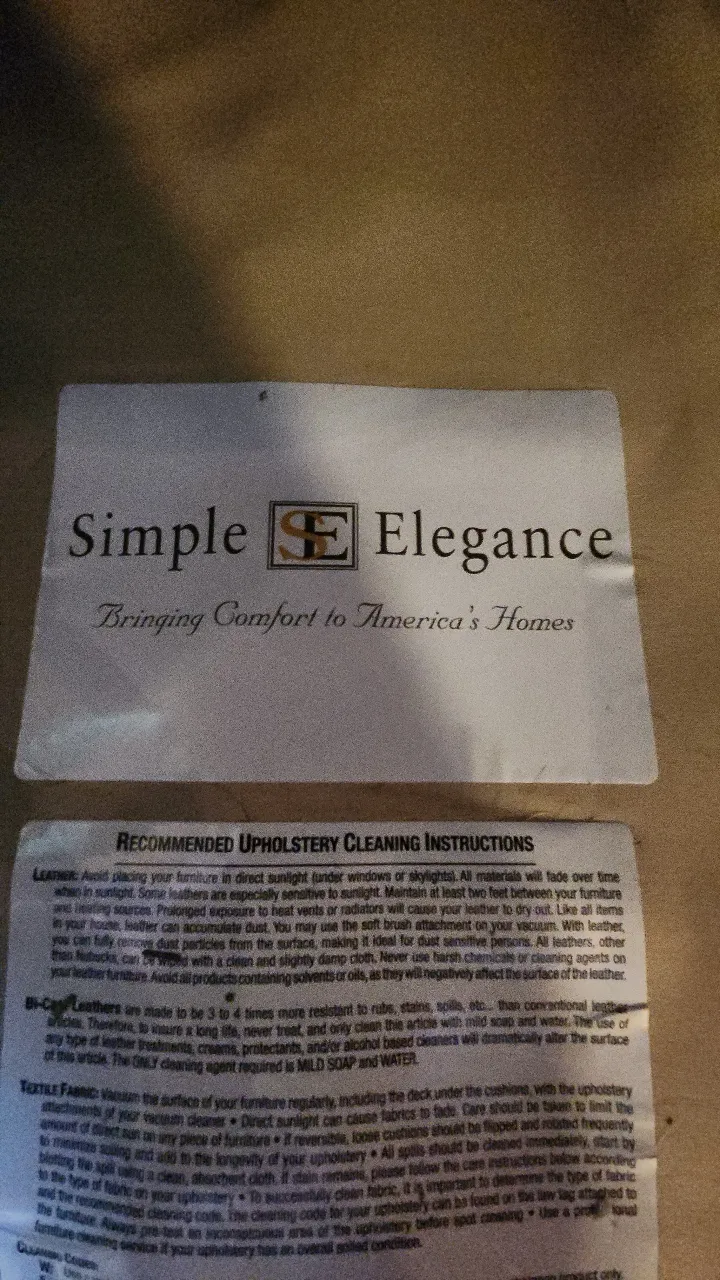 Simple SE Elegance
Bringing Comfort to America's Homes
RECOMMENDED UPHOLSTERY CLEANING INSTRUCTIONS
LEATHER: Avoid placing your furniture in direct sunlight (under windows or skylights). All materials will fade over time
when in sunlight. Some leathers are especially sensitive to sunlight. Maintain at least two feet between your furniture
and heating sources. Prolonged exposure to heat vents or radiators will cause your leather to dry out. Like all items
in your house, leather can accumulate dust. You may use the soft brush attachment on your vacuum. With leather,
you can fully remove dust particles from the surface, making it ideal for dust sensitive persons. All leathers, other
than Nubucks, can be wiped with a clean and slightly damp cloth. Never use harsh chemicals or cleaning agents on
your leather furniture. Avoid all products containing solvents or oils, as they will negatively affect the surface of the leather.
Bi-Cast Leathers are made to be 3 to 4 times more resistant to rubs, stains, spills, etc... than conventional leather
articles. Therefore, to insure a long life, never treat, and only clean this article with mild soap and water. The use of
any type of leather treatments, creams, protectants, and/or alcohol based cleaners will dramatically alter the surface
of this article. The ONLY cleaning agent required is MILD SOAP and WATER.
TEXTILE FABRIC: Vacuum the surface of your furniture regularly, including the deck under the cushions, with the upholstery
attachments of your vacuum cleaner • Direct sunlight can cause fabrics to fade. Care should be taken to limit the
amount of direct sun on any piece of furniture • If reversible, loose cushions should be flipped and rotated frequently
to minimize soiling and add to the longevity of your upholstery • All spills should be cleaned immediately, start by
blotting the spill using a clean, absorbent cloth. If stain remains, please follow the care instructions below according
to the type of fabric on your upholstery • To successfully clean fabric, it is important to determine the type of fabric
and the recommended cleaning code. The cleaning code for your upholstery can be found on the law tag attached to
the furniture. Always pre-test an inconspicuous area of the upholstery before spot cleaning • Use a
furniture cleaning service if your upholstery has an overall soiled condition.
CLEANING CODES:
W: Use
only